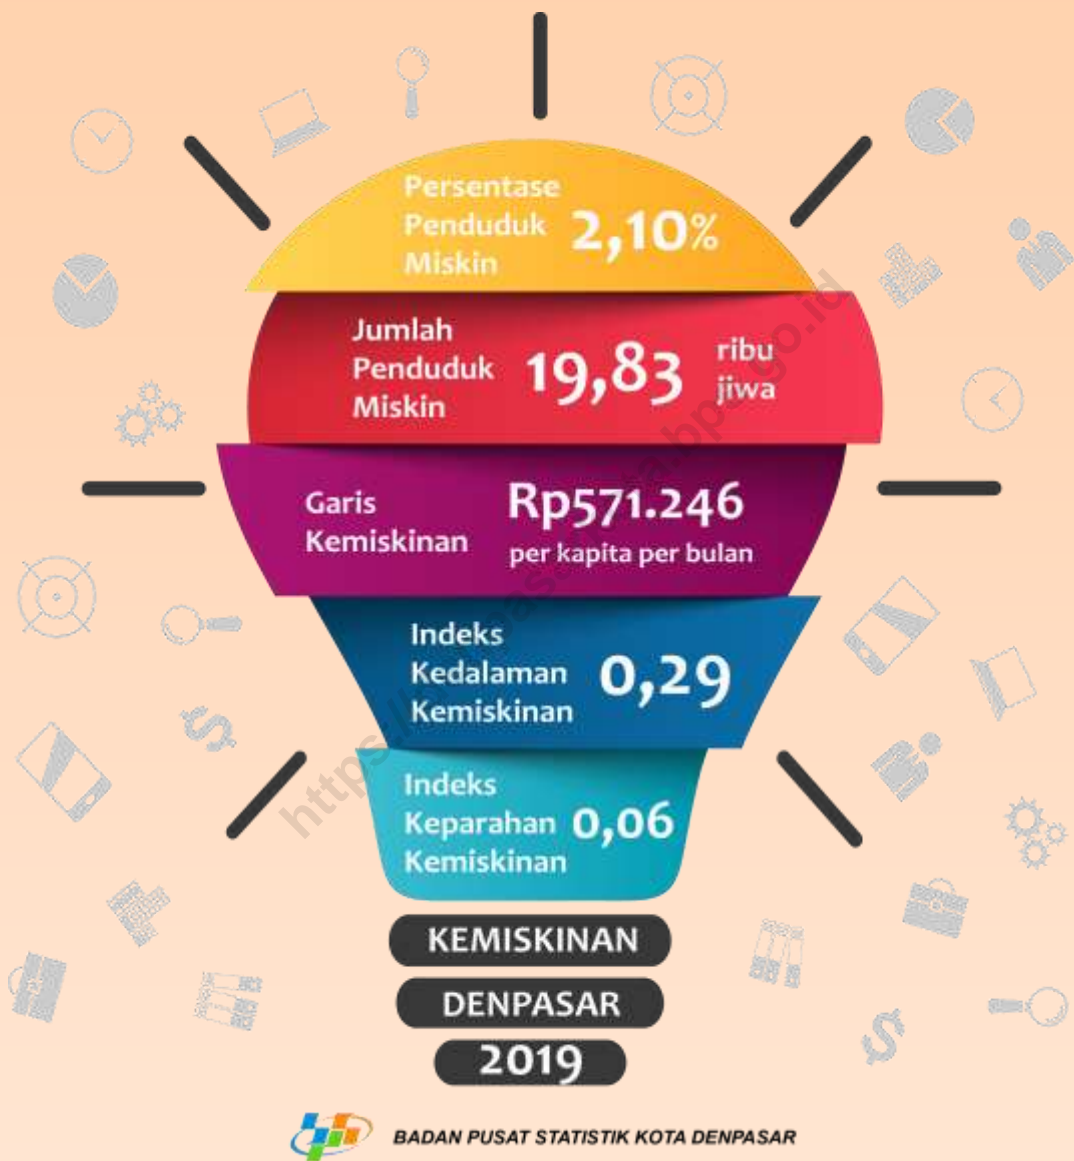 Persentase
Penduduk
Miskin
2,10%
Jumlah
Penduduk
Miskin
19,83
ribu
jiwa
Garis
Kemiskinan
Rp571.246
per kapita per bulan
Indeks
Kedalaman
Kemiskinan
0,29
Indeks
Keparahan
Kemiskinan
0,06
KEMISKINAN
DENPASAR
2019
BADAN PUSAT STATISTIK KOTA DENPASAR